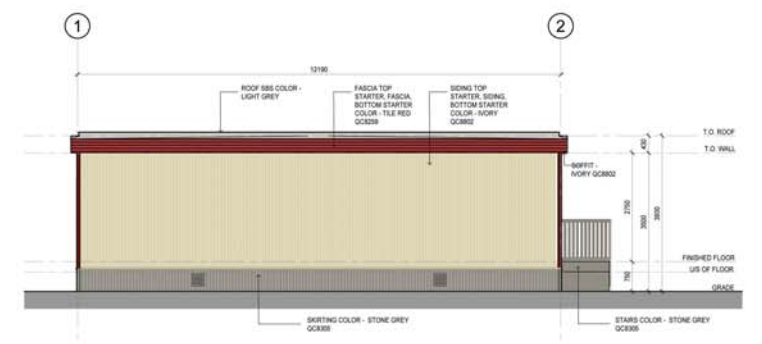 1
2
12190
ROOF SBS COLOR -
LIGHT GREY
FASCIA TOP
STARTER, FASCIA,
BOTTOM STARTER
COLOR - TILE RED
QC8259
SIDING TOP
STARTER, SIDING,
BOTTOM STARTER
COLOR - IVORY
QC8802
T.O. ROOF
430
T.O. WALL
SOFFIT -
IVORY QC8802
2750
3500
3930
FINISHED FLOOR
U/S OF FLOOR
750
GRADE
SKIRTING COLOR - STONE GREY
QC8305
STAIRS COLOR - STONE GREY
QC8305